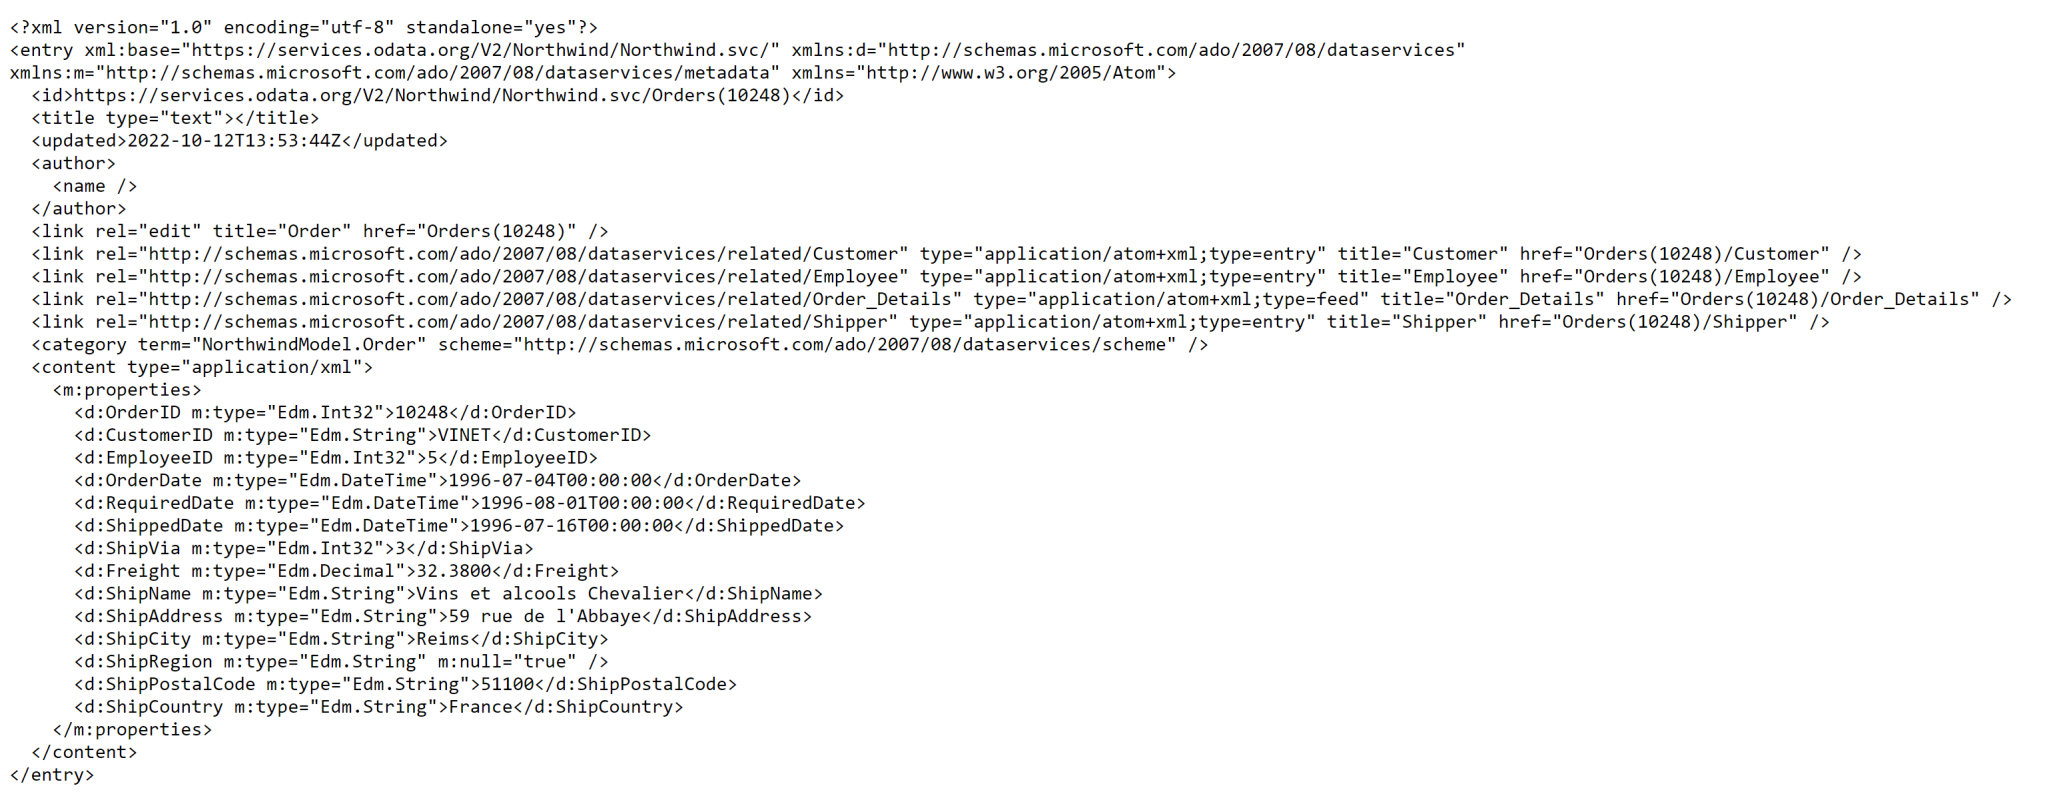 <?xml version="1.0" encoding="utf-8" standalone="yes"?>
<entry xml:base="https://services.odata.org/V2/Northwind/Northwind.svc/" xmlns:d="http://schemas.microsoft.com/ado/2007/08/dataservices"
xmlns:m="http://schemas.microsoft.com/ado/2007/08/dataservices/metadata" xmlns="http://www.w3.org/2005/Atom">
  <id>https://services.odata.org/V2/Northwind/Northwind.svc/Orders(10248)</id>
  <title type="text"></title>
  <updated>2022-10-12T13:53:44Z</updated>
  <author>
    <name />
  </author>
  <link rel="edit" title="Order" href="Orders(10248)" />
  <link rel="http://schemas.microsoft.com/ado/2007/08/dataservices/related/Customer" type="application/atom+xml;type=entry" title="Customer" href="Orders(10248)/Customer" />
  <link rel="http://schemas.microsoft.com/ado/2007/08/dataservices/related/Employee" type="application/atom+xml;type=entry" title="Employee" href="Orders(10248)/Employee" />
  <link rel="http://schemas.microsoft.com/ado/2007/08/dataservices/related/Order_Details" type="application/atom+xml;type=feed" title="Order_Details" href="Orders(10248)/Order_Details" />
  <link rel="http://schemas.microsoft.com/ado/2007/08/dataservices/related/Shipper" type="application/atom+xml;type=entry" title="Shipper" href="Orders(10248)/Shipper" />
  <category term="NorthwindModel.Order" scheme="http://schemas.microsoft.com/ado/2007/08/dataservices/scheme" />
  <content type="application/xml">
    <m:properties>
      <d:OrderID m:type="Edm.Int32">10248</d:OrderID>
      <d:CustomerID m:type="Edm.String">VINET</d:CustomerID>
      <d:EmployeeID m:type="Edm.Int32">5</d:EmployeeID>
      <d:OrderDate m:type="Edm.DateTime">1996-07-04T00:00:00</d:OrderDate>
      <d:RequiredDate m:type="Edm.DateTime">1996-08-01T00:00:00</d:RequiredDate>
      <d:ShippedDate m:type="Edm.DateTime">1996-07-16T00:00:00</d:ShippedDate>
      <d:ShipVia m:type="Edm.Int32">3</d:ShipVia>
      <d:Freight m:type="Edm.Decimal">32.3800</d:Freight>
      <d:ShipName m:type="Edm.String">Vins et alcools Chevalier</d:ShipName>
      <d:ShipAddress m:type="Edm.String">59 rue de l'Abbaye</d:ShipAddress>
      <d:ShipCity m:type="Edm.String">Reims</d:ShipCity>
      <d:ShipRegion m:type="Edm.String" m:null="true" />
      <d:ShipPostalCode m:type="Edm.String">51100</d:ShipPostalCode>
      <d:ShipCountry m:type="Edm.String">France</d:ShipCountry>
    </m:properties>
  </content>
</entry>